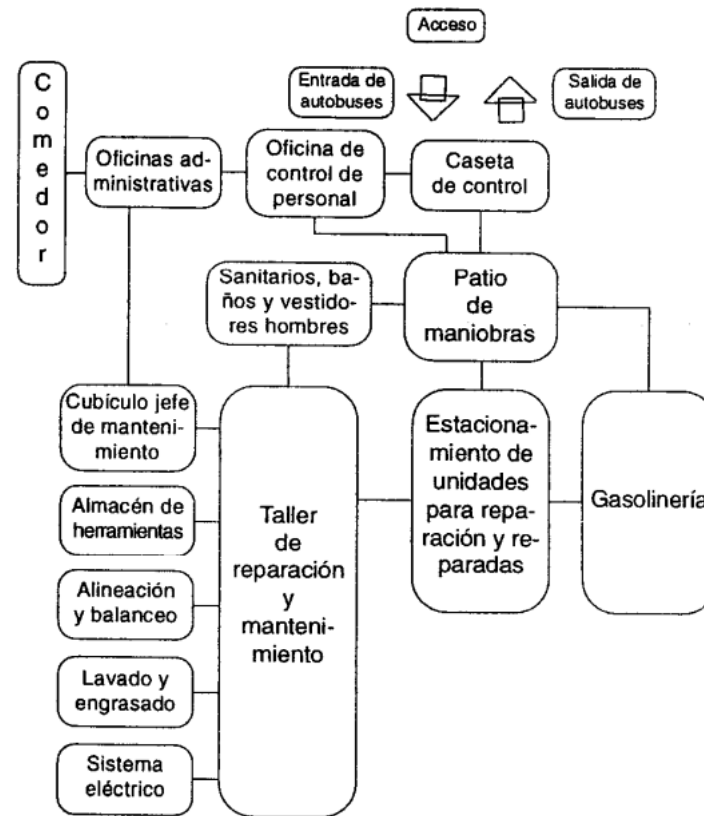 Acceso
Entrada de
autobuses
Salida de
autobuses
Comedor
Oficinas ad-
ministrativas
Oficina de
control de
personal
Caseta
de control
Sanitarios, ba-
ños y vestido-
res hombres
Patio
de
maniobras
Cubículo jefe
de manteni-
miento
Almacén de
herramientas
Alineación
y balanceo
Lavado y
engrasado
Sistema
eléctrico
Taller
de
reparación
y
manteni-
miento
Estaciona-
miento de
unidades
para repa-
ración y re-
paradas
Gasolinería